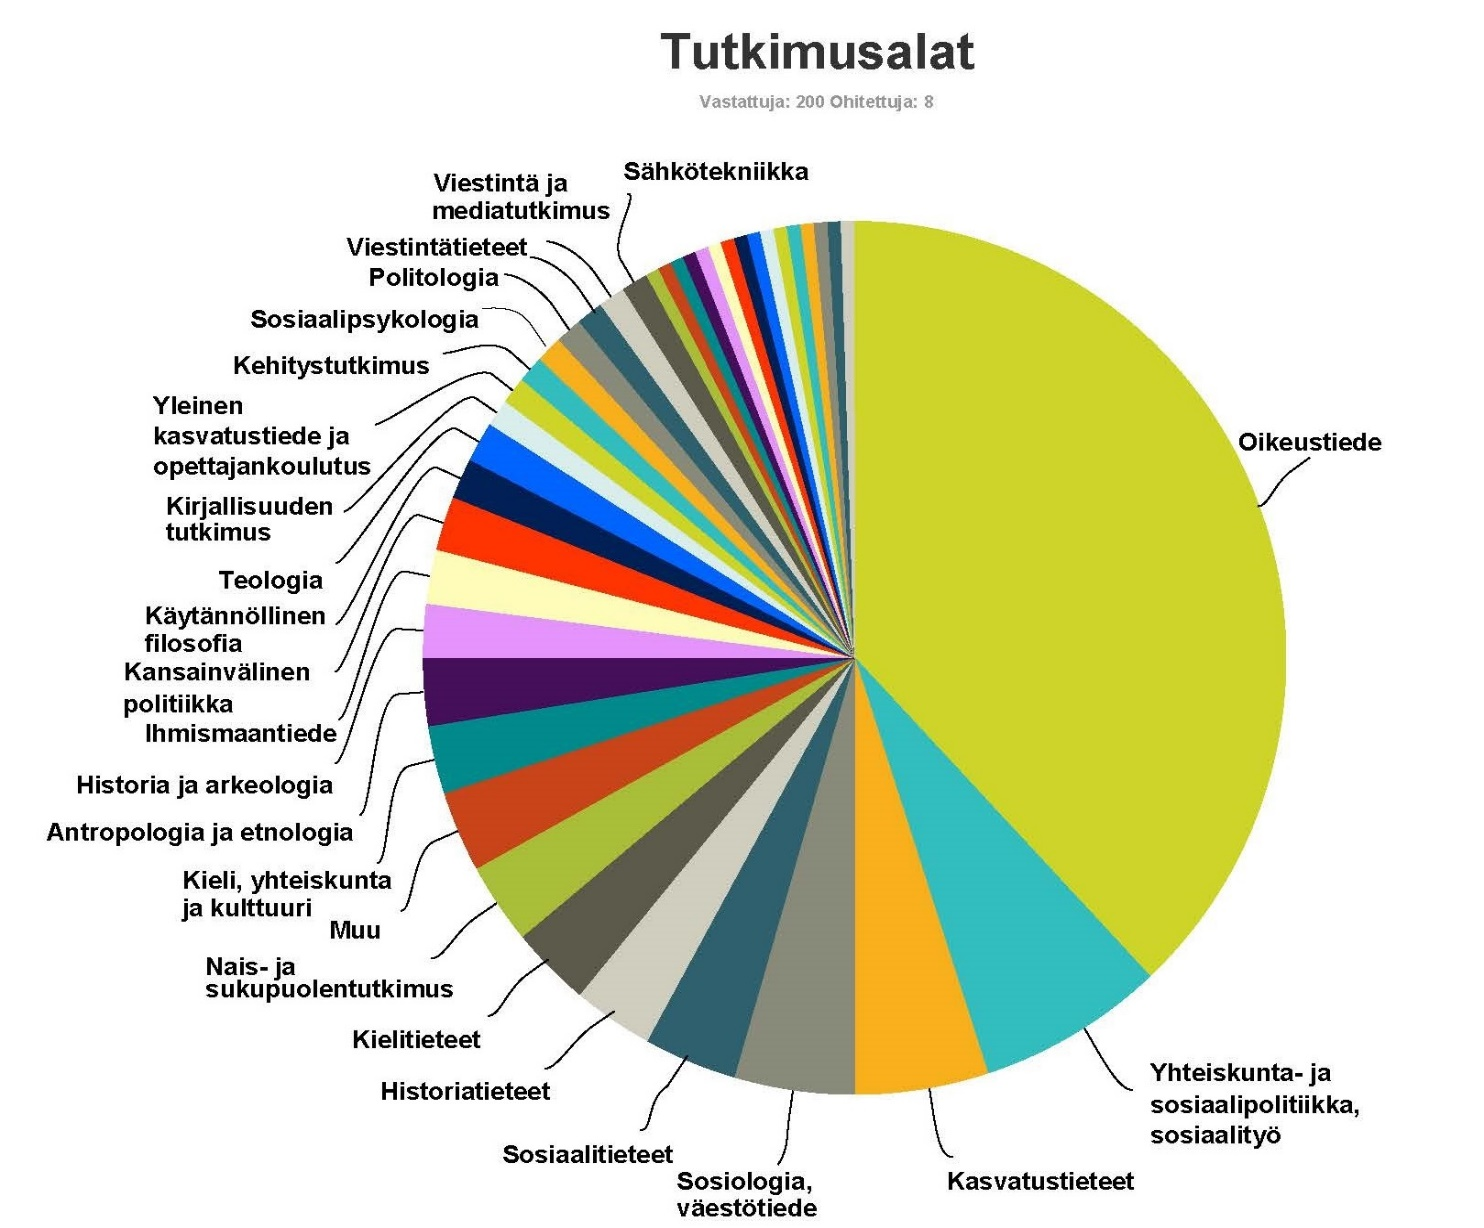 Tutkimusalat
Vastattuja: 200 Ohitettuja: 8
Sähkötekniikka
Viestintä ja
mediatutkimus
Viestintätieteet
Politologia
Sosiaalipsykologia
Kehitystutkimus
Yleinen
kasvatustiede ja
opettajankoulutus
Kirjallisuuden
tutkimus
Teologia
Käytännöllinen
filosofia
Kansainvälinen
politiikka
Ihmismaantiede
Historia ja arkeologia
Antropologia ja etnologia
Kieli, yhteiskunta
ja kulttuuri
Muu
Nais- ja
sukupuolentutkimus
Kielitieteet
Historiatieteet
Sosiaalitieteet
Sosiologia,
väestötiede
Kasvatustieteet
Yhteiskunta- ja
sosiaalipolitiikka,
sosiaalityö
Oikeustiede